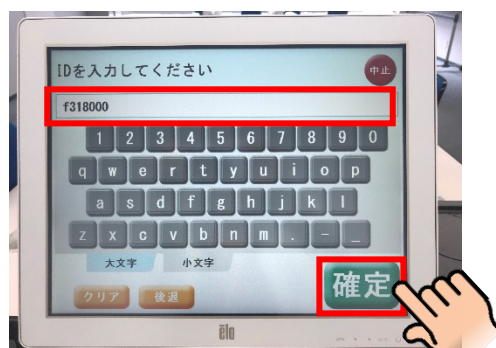 IDを入力してください
中止
f318000
1 2 3 4 5 6 7 8 9 0
q w e r t y u i o p
a s d f g h j k l
z x c v b n m . - _
大文字 小文字
クリア 後退 確定
elo